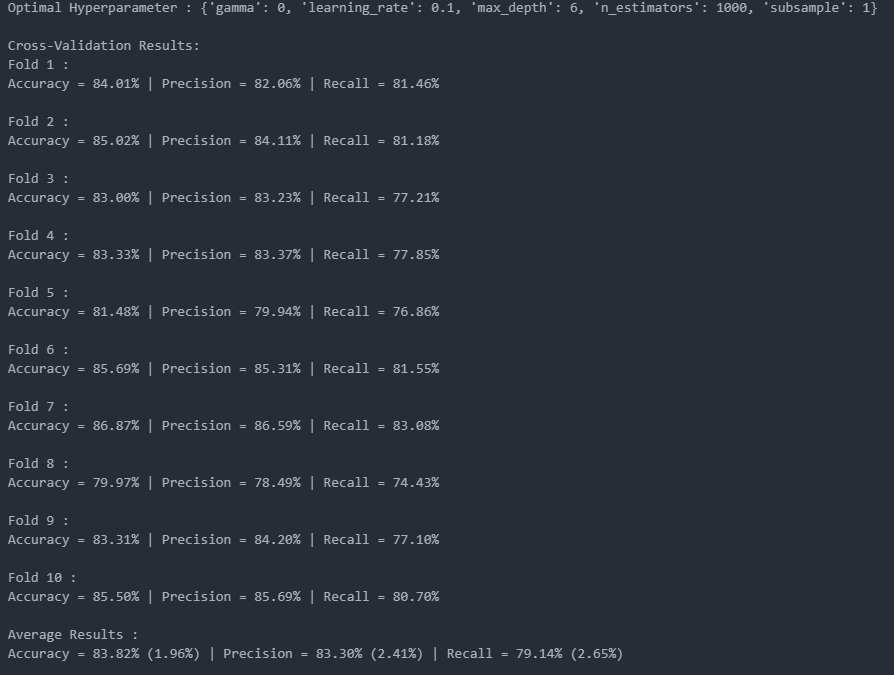 Optimal Hyperparameter : {'gamma': 0, 'learning_rate': 0.1, 'max_depth': 6, 'n_estimators': 1000, 'subsample': 1}
Cross-Validation Results:
Fold 1 :
Accuracy = 84.01% | Precision = 82.06% | Recall = 81.46%
Fold 2 :
Accuracy = 85.02% | Precision = 84.11% | Recall = 81.18%
Fold 3 :
Accuracy = 83.00% | Precision = 83.23% | Recall = 77.21%
Fold 4 :
Accuracy = 83.33% | Precision = 83.37% | Recall = 77.85%
Fold 5 :
Accuracy = 81.48% | Precision = 79.94% | Recall = 76.86%
Fold 6 :
Accuracy = 85.69% | Precision = 85.31% | Recall = 81.55%
Fold 7 :
Accuracy = 86.87% | Precision = 86.59% | Recall = 83.08%
Fold 8 :
Accuracy = 79.97% | Precision = 78.49% | Recall = 74.43%
Fold 9 :
Accuracy = 83.31% | Precision = 84.20% | Recall = 77.10%
Fold 10 :
Accuracy = 85.50% | Precision = 85.69% | Recall = 80.70%
Average Results :
Accuracy = 83.82% (1.96%) | Precision = 83.30% (2.41%) | Recall = 79.14% (2.65%)